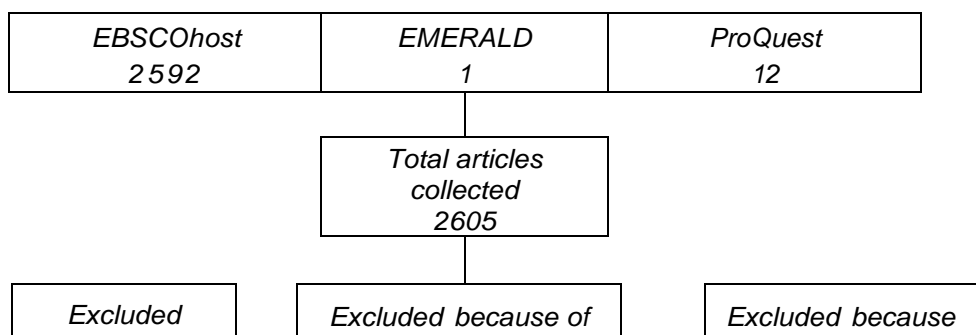 EBSCOhost
2592
EMERALD
1
ProQuest
12
Total articles
collected
2605
Excluded
Excluded because of
Excluded because